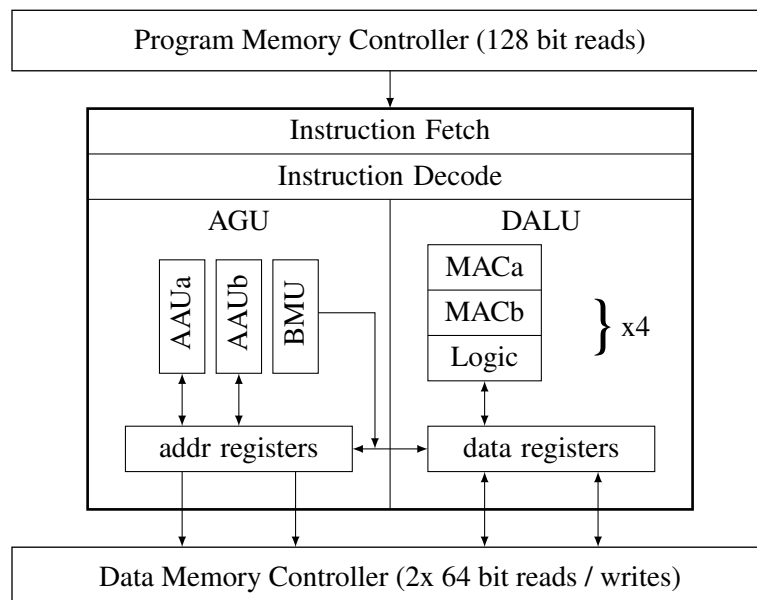 Program Memory Controller (128 bit reads)
Instruction Fetch
Instruction Decode
AGU
DALU
AAUa
AAUb
BMU
MACa
MACb
Logic
} x4
addr registers
data registers
Data Memory Controller (2x 64 bit reads / writes)